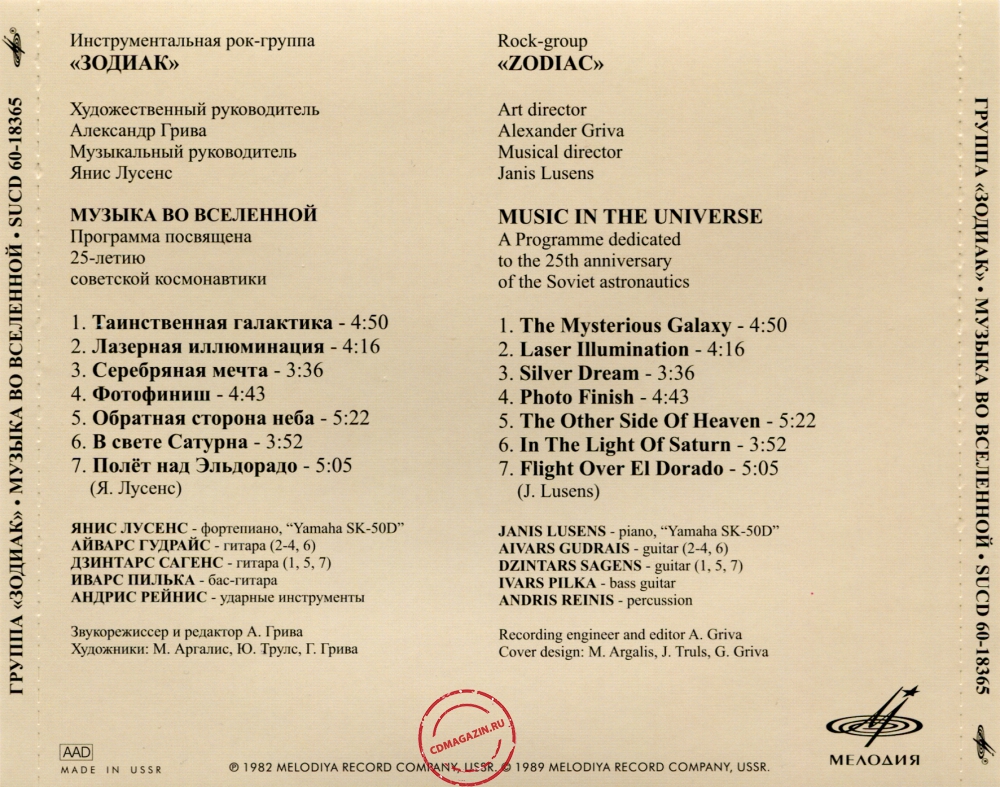 ГРУППА «ЗОДИАК» • МУЗЫКА ВО ВСЕЛЕННОЙ • SUCD 60-18365
Инструментальная рок-группа
«ЗОДИАК»
Художественный руководитель
Александр Грива
Музыкальный руководитель
Янис Лусенс
МУЗЫКА ВО ВСЕЛЕННОЙ
Программа посвящена
25-летию
советской космонавтики
1. Таинственная галактика - 4:50
2. Лазерная иллюминация - 4:16
3. Серебряная мечта - 3:36
4. Фотофиниш - 4:43
5. Обратная сторона неба - 5:22
6. В свете Сатурна - 3:52
7. Полёт над Эльдорадо - 5:05
(Я. Лусенс)
ЯНИС ЛУСЕНС - фортепиано, “Yamaha SK-50D”
АЙВАРС ГУДРАЙС - гитара (2-4, 6)
ДЗИНТАРС САГЕНС - гитара (1, 5, 7)
ИВАРС ПИЛЬКА - бас-гитара
АНДРИС РЕЙНИС - ударные инструменты
Звукорежиссер и редактор А. Грива
Художники: М. Аргалис, Ю. Трулс, Г. Грива
Rock-group
«ZODIAC»
Art director
Alexander Griva
Musical director
Janis Lusens
MUSIC IN THE UNIVERSE
A Programme dedicated
to the 25th anniversary
of the Soviet astronautics
1. The Mysterious Galaxy - 4:50
2. Laser Illumination - 4:16
3. Silver Dream - 3:36
4. Photo Finish - 4:43
5. The Other Side Of Heaven - 5:22
6. In The Light Of Saturn - 3:52
7. Flight Over El Dorado - 5:05
(J. Lusens)
JANIS LUSENS - piano, “Yamaha SK-50D”
AIVARS GUDRAIS - guitar (2-4, 6)
DZINTARS SAGENS - guitar (1, 5, 7)
IVARS PILKA - bass guitar
ANDRIS REINIS - percussion
Recording engineer and editor A. Griva
Cover design: M. Argalis, J. Truls, G. Griva
CDMAGAZIN.RU
МЕЛОДИЯ
AAD
MADE IN USSR
℗ 1982 MELODIYA RECORD COMPANY, USSR. © 1989 MELODIYA RECORD COMPANY, USSR.
ГРУППА «ЗОДИАК» • МУЗЫКА ВО ВСЕЛЕННОЙ • SUCD 60-18365